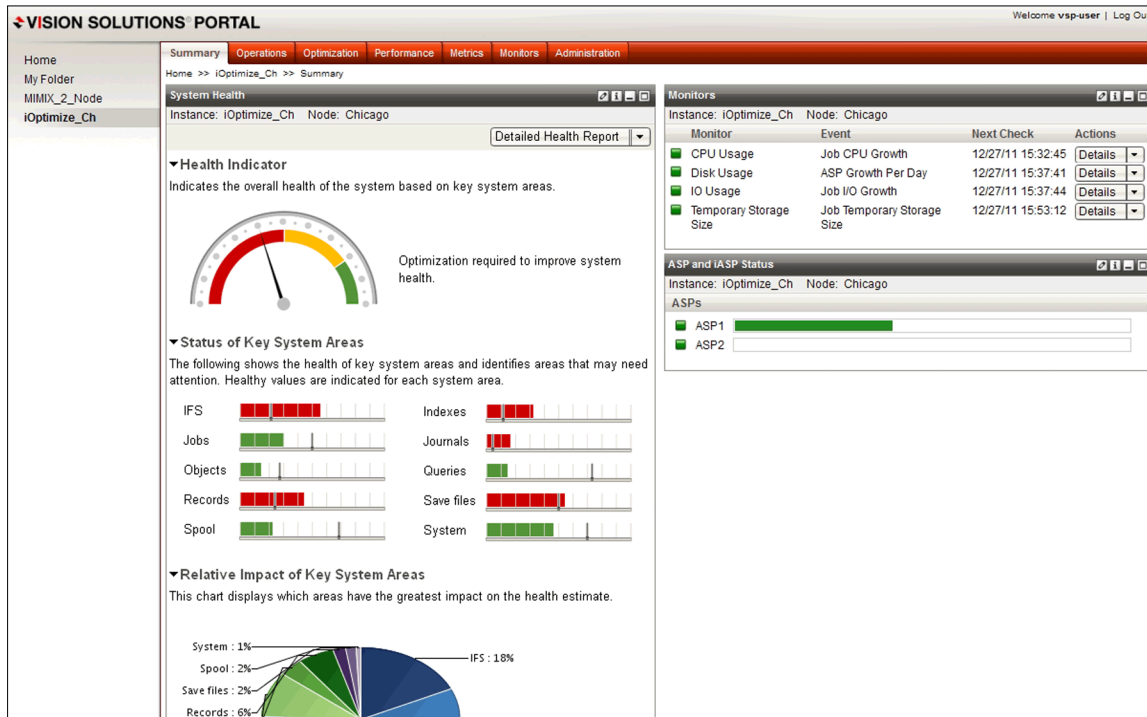 VISION SOLUTIONS® PORTAL
Welcome vsp-user | Log Ou
Home
My Folder
MIMIX_2_Node
iOptimize_Ch
Summary Operations Optimization Performance Metrics Monitors Administration
Home >> iOptimize_Ch >> Summary
System Health
Instance: iOptimize_Ch Node: Chicago
Detailed Health Report
Health Indicator
Indicates the overall health of the system based on key system areas.
Optimization required to improve system
health.
Status of Key System Areas
The following shows the health of key system areas and identifies areas that may need
attention. Healthy values are indicated for each system area.
IFS
Indexes
Jobs
Journals
Objects
Queries
Records
Save files
Spool
System
Relative Impact of Key System Areas
This chart displays which areas have the greatest impact on the health estimate.
System : 1%
Spool : 2%
Save files : 2%
Records : 6%
IFS : 18%
Monitors
Instance: iOptimize_Ch Node: Chicago
Monitor Event Next Check Actions
CPU Usage Job CPU Growth 12/27/11 15:32:45 Details
Disk Usage ASP Growth Per Day 12/27/11 15:37:41 Details
IO Usage Job I/O Growth 12/27/11 15:37:44 Details
Temporary Storage Job Temporary Storage 12/27/11 15:53:12 Details
Size Size
ASP and iASP Status
Instance: iOptimize_Ch Node: Chicago
ASPs
ASP1
ASP2